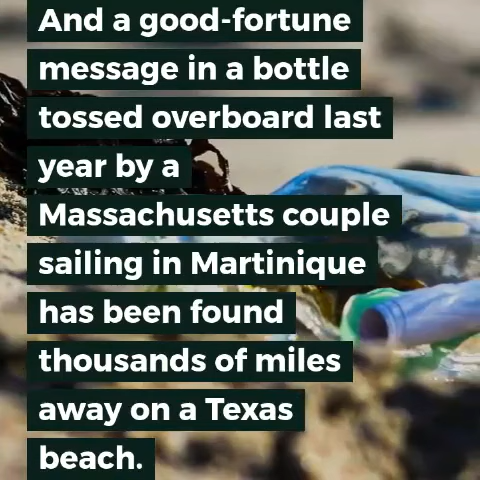 And a good-fortune
message in a bottle
tossed overboard last
year by a
Massachusetts couple
sailing in Martinique
has been found
thousands of miles
away on a Texas
beach.